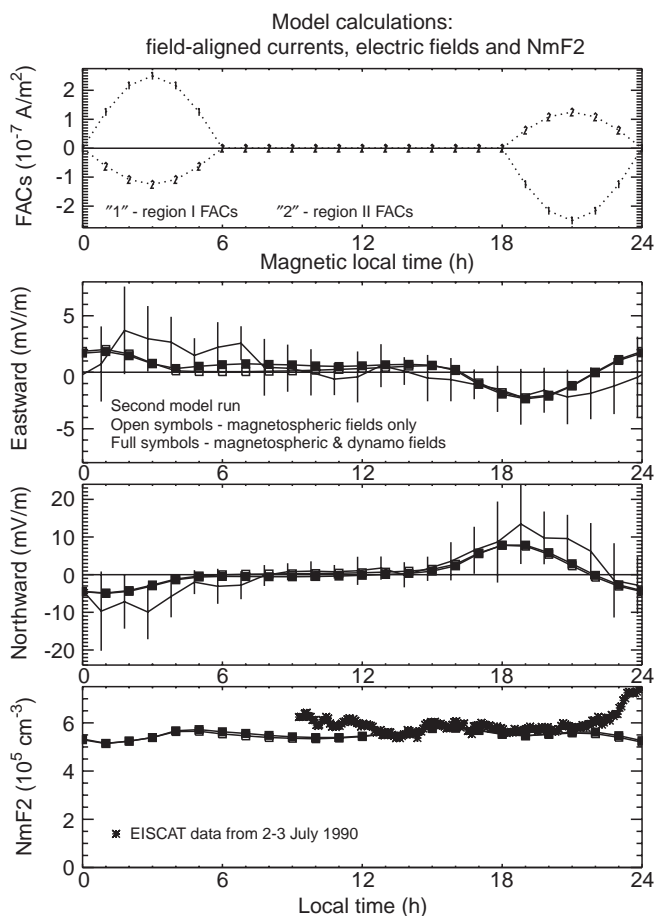 Model calculations:
field-aligned currents, electric fields and NmF2
FACs (10⁻⁷ A/m²)
2
1
0
-1
-2
"1" - region I FACs "2" - region II FACs
0 6 12 18 24
Magnetic local time (h)
Eastward (mV/m)
5
0
-5
Second model run
Open symbols - magnetospheric fields only
Full symbols - magnetospheric & dynamo fields
0 6 12 18 24
Northward (mV/m)
20
10
0
-10
-20
0 6 12 18 24
NmF2 (10⁵ cm⁻³)
6
4
2
0
EISCAT data from 2-3 July 1990
0 6 12 18 24
Local time (h)